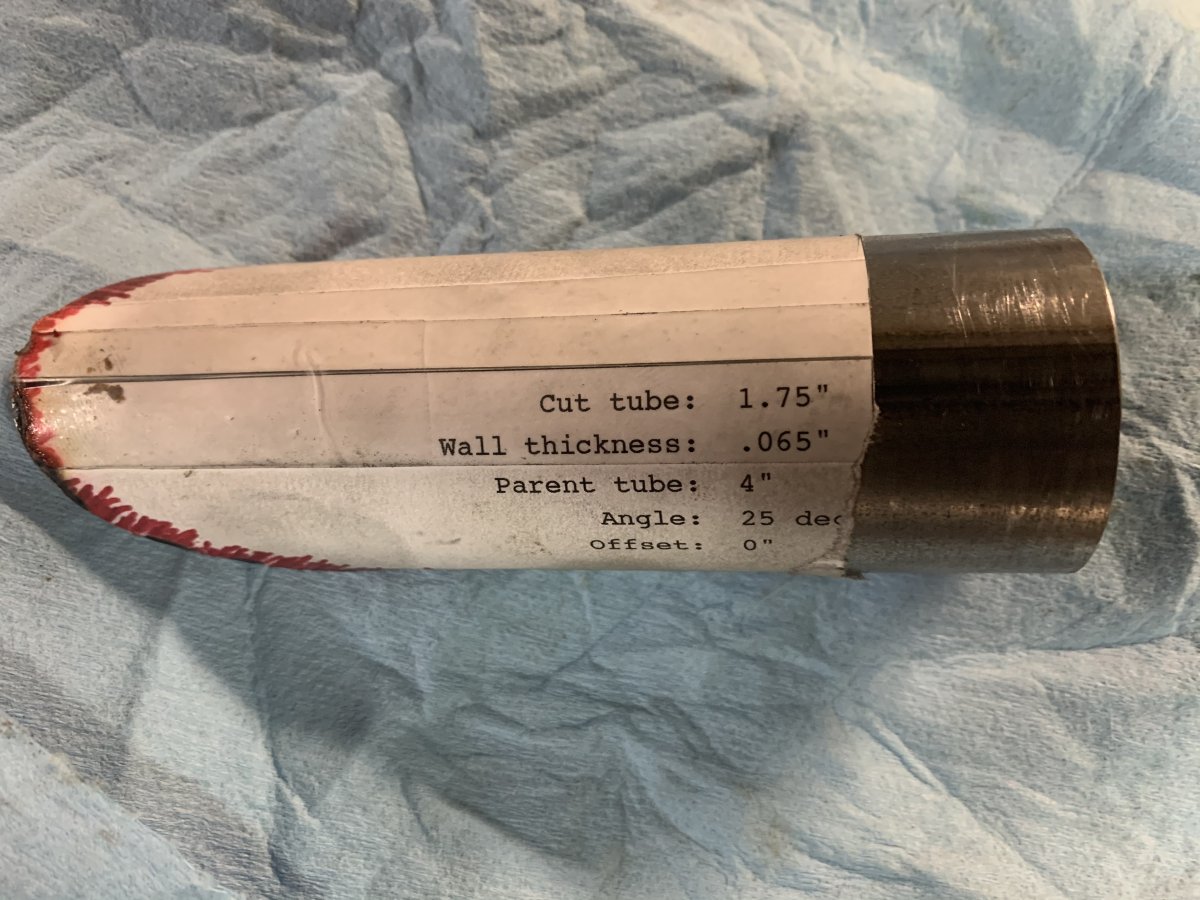 Cut tube: 1.75"
Wall thickness: .065"
Parent tube: 4"
Angle: 25
Offset: 0"